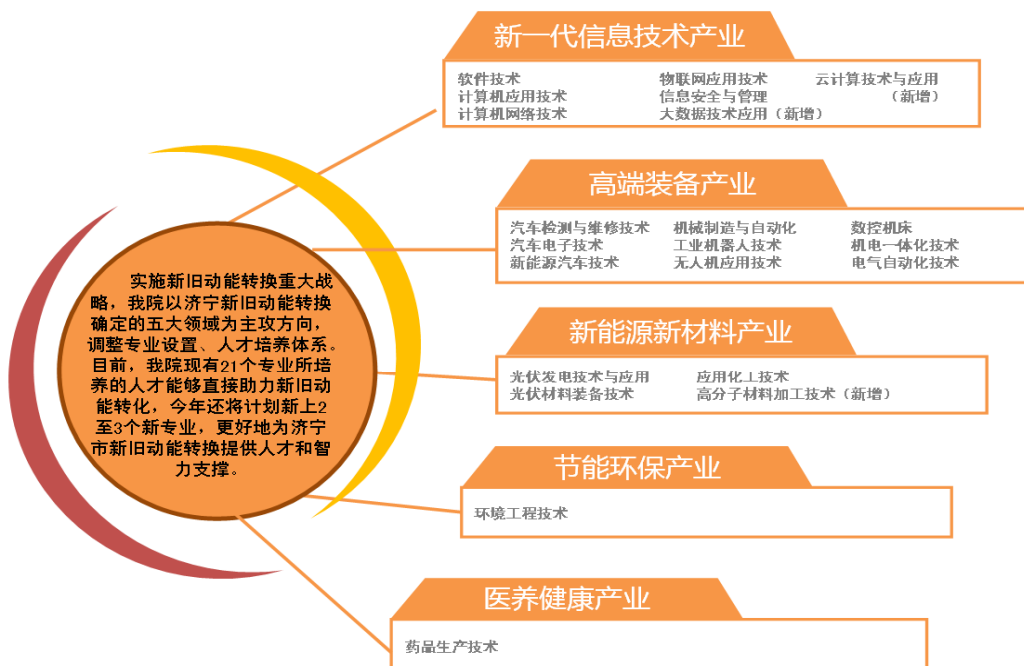 新一代信息技术产业
软件技术 物联网应用技术 云计算技术与应用
计算机应用技术 信息安全与管理 （新增）
计算机网络技术 大数据技术应用（新增）
高端装备产业
汽车检测与维修技术 机械制造与自动化 数控机床
汽车电子技术 工业机器人技术 机电一体化技术
新能源汽车技术 无人机应用技术 电气自动化技术
实施新旧动能转换重大战
略，我院以济宁新旧动能转换
确定的五大领域为主攻方向，
调整专业设置、人才培养体系。
目前，我院现有21个专业所培
养的人才能够直接助力新旧动
能转化，今年还将计划新上2
至3个新专业，更好地为济宁
市新旧动能转换提供人才和智
力支撑。
新能源新材料产业
光伏发电技术与应用 应用化工技术
光伏材料装备技术 高分子材料加工技术（新增）
节能环保产业
环境工程技术
医养健康产业
药品生产技术